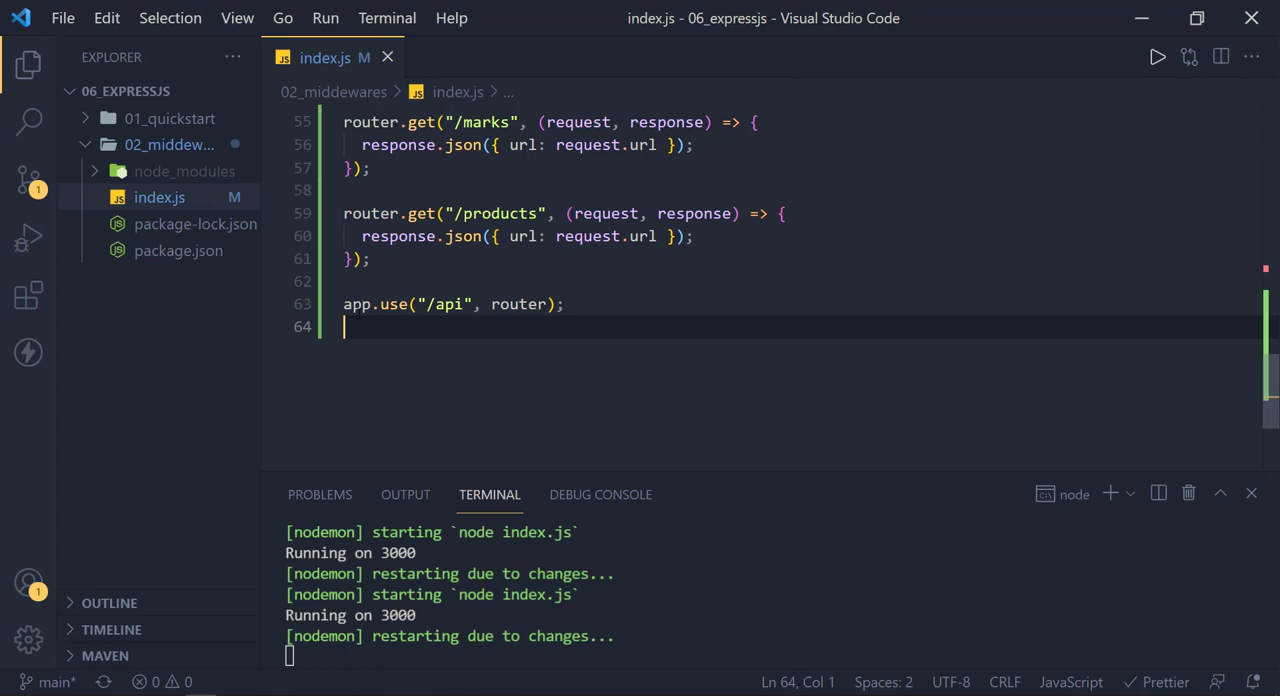 File Edit Selection View Go Run Terminal Help
index.js - 06_expressjs - Visual Studio Code
EXPLORER
06_EXPRESSJS
01_quickstart
02_middew...
node_modules
JS index.js M
package-lock.json
package.json
OUTLINE
TIMELINE
MAVEN
1
1
JS index.js M
02_middewares > JS index.js > ...
55 router.get("/marks", (request, response) => {
56 response.json({ url: request.url });
57 });
58
59 router.get("/products", (request, response) => {
60 response.json({ url: request.url });
61 });
62
63 app.use("/api", router);
64
PROBLEMS OUTPUT TERMINAL DEBUG CONSOLE
node
[nodemon] starting `node index.js`
Running on 3000
[nodemon] restarting due to changes...
[nodemon] starting `node index.js`
Running on 3000
[nodemon] restarting due to changes...
main* 0 0 Ln 64, Col 1 Spaces: 2 UTF-8 CRLF JavaScript Prettier